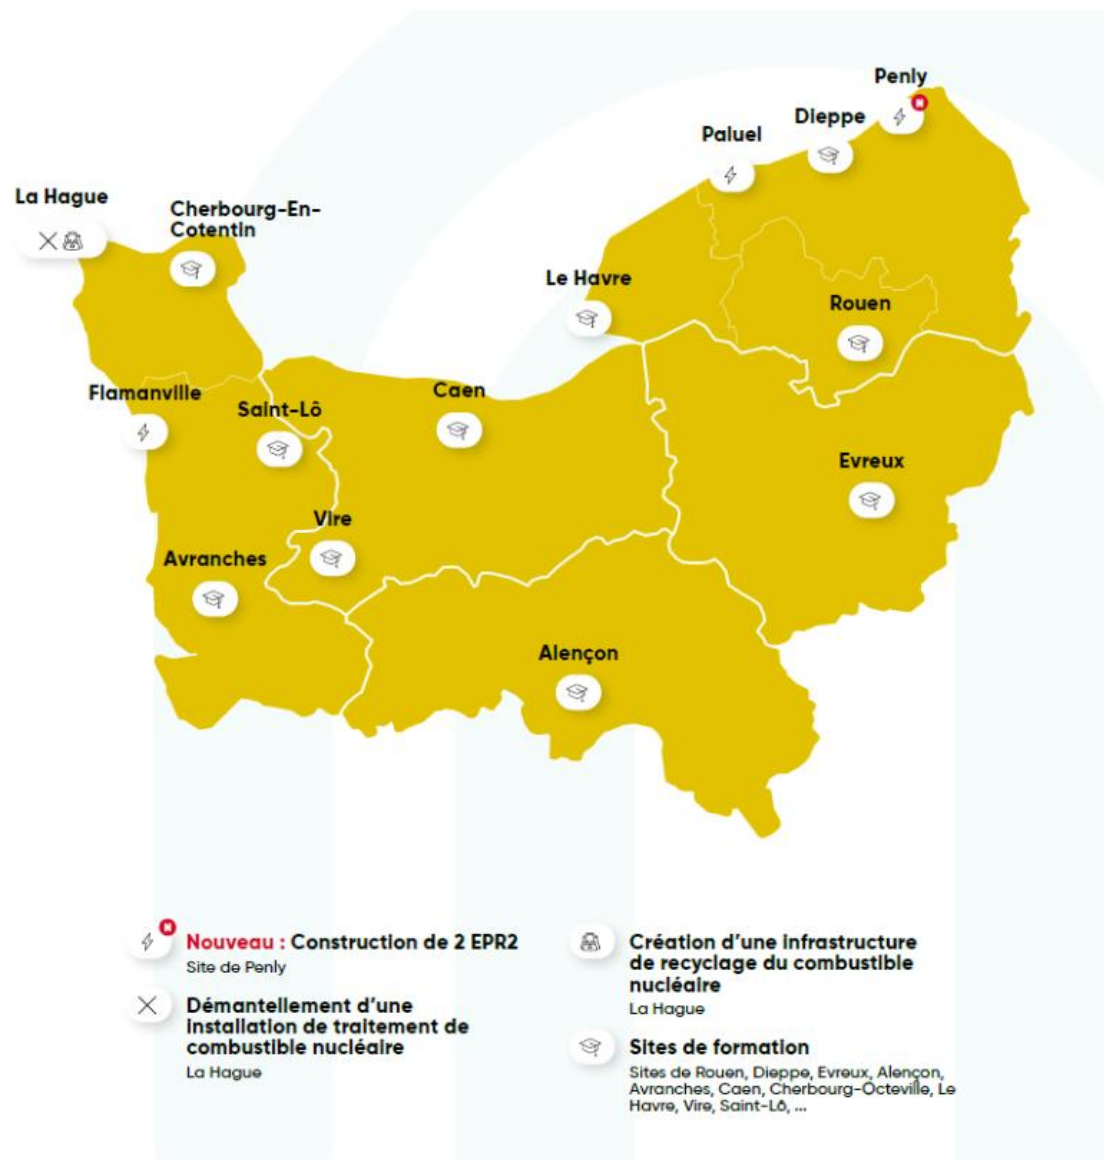 Penly
Dieppe
Paluel
La Hague
Cherbourg-En-
Cotentin
Le Havre
Rouen
Flamanville
Saint-Lô
Caen
Evreux
Vire
Avranches
Alençon
Nouveau : Construction de 2 EPR2
Site de Penly
Démantellement d'une
installation de traitement de
combustible nucléaire
La Hague
Création d'une infrastructure
de recyclage du combustible
nucléaire
La Hague
Sites de formation
Sites de Rouen, Dieppe, Evreux, Alençon,
Avranches, Caen, Cherbourg-Octeville, Le
Havre, Vire, Saint-Lô, ...